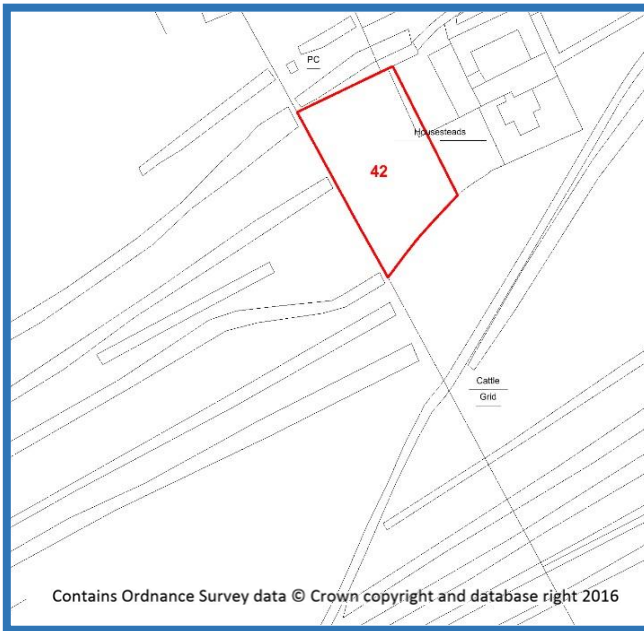 PC
Housesteads
42
Cattle
Grid
Contains Ordnance Survey data © Crown copyright and database right 2016